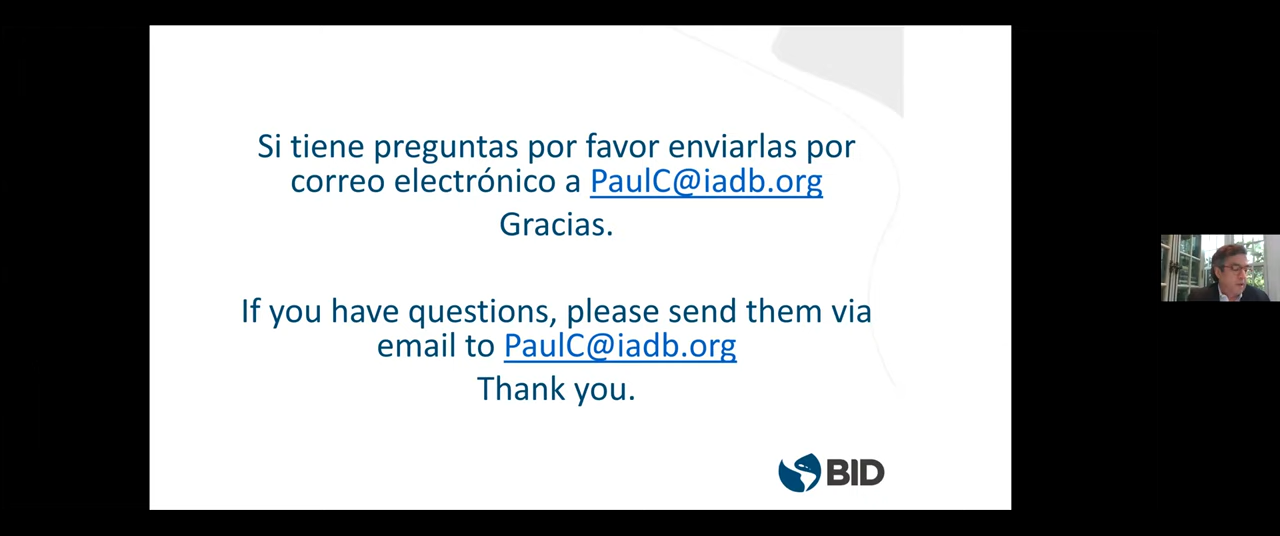 Si tiene preguntas por favor enviarlas por
correo electrónico a PaulC@iadb.org
Gracias.
If you have questions, please send them via
email to PaulC@iadb.org
Thank you.
BID